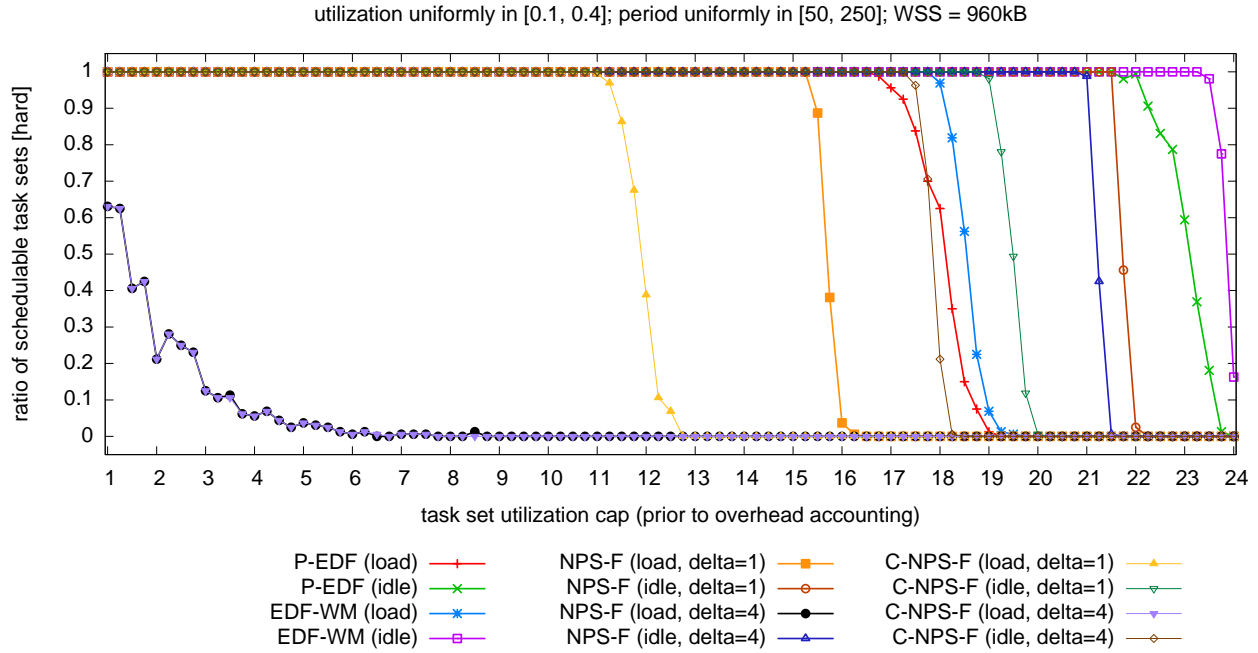 utilization uniformly in [0.1, 0.4]; period uniformly in [50, 250]; WSS = 960kB
ratio of schedulable task sets [hard]
1
0.9
0.8
0.7
0.6
0.5
0.4
0.3
0.2
0.1
0
1 2 3 4 5 6 7 8 9 10 11 12 13 14 15 16 17 18 19 20 21 22 23 24
task set utilization cap (prior to overhead accounting)
P-EDF (load) NPS-F (load, delta=1) C-NPS-F (load, delta=1)
P-EDF (idle) NPS-F (idle, delta=1) C-NPS-F (idle, delta=1)
EDF-WM (load) NPS-F (load, delta=4) C-NPS-F (load, delta=4)
EDF-WM (idle) NPS-F (idle, delta=4) C-NPS-F (idle, delta=4)